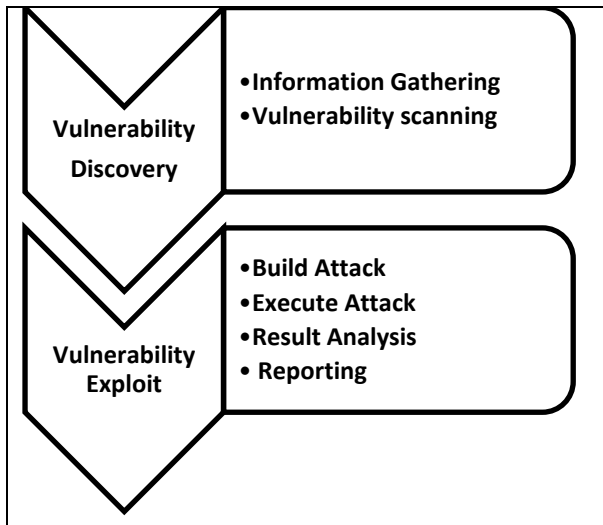 Vulnerability
Discovery
•Information Gathering
•Vulnerability scanning
Vulnerability
Exploit
•Build Attack
•Execute Attack
•Result Analysis
• Reporting